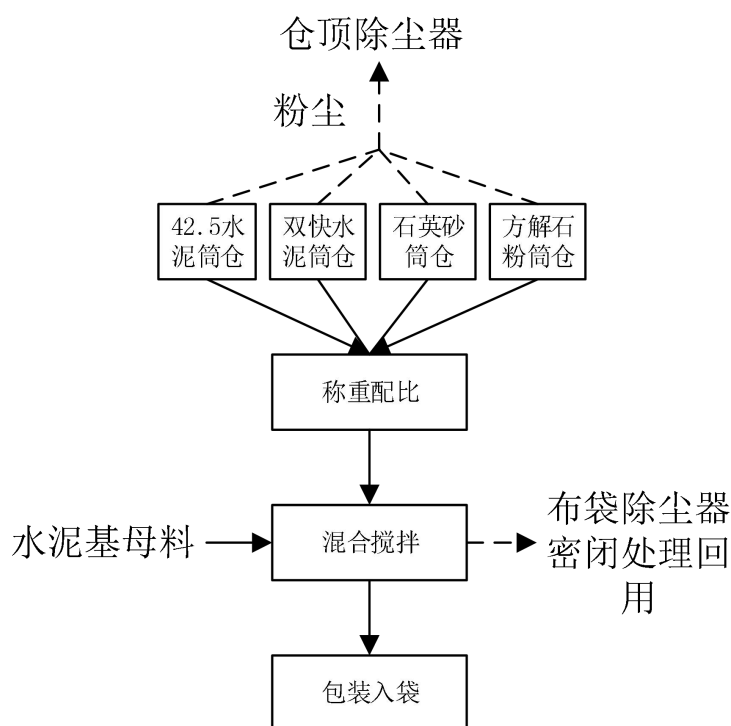 仓顶除尘器
粉尘
42.5水
泥筒仓
双快水
泥筒仓
石英砂
筒仓
方解石
粉筒仓
称重配比
水泥基母料
混合搅拌
布袋除尘器
密闭处理回
用
包装入袋